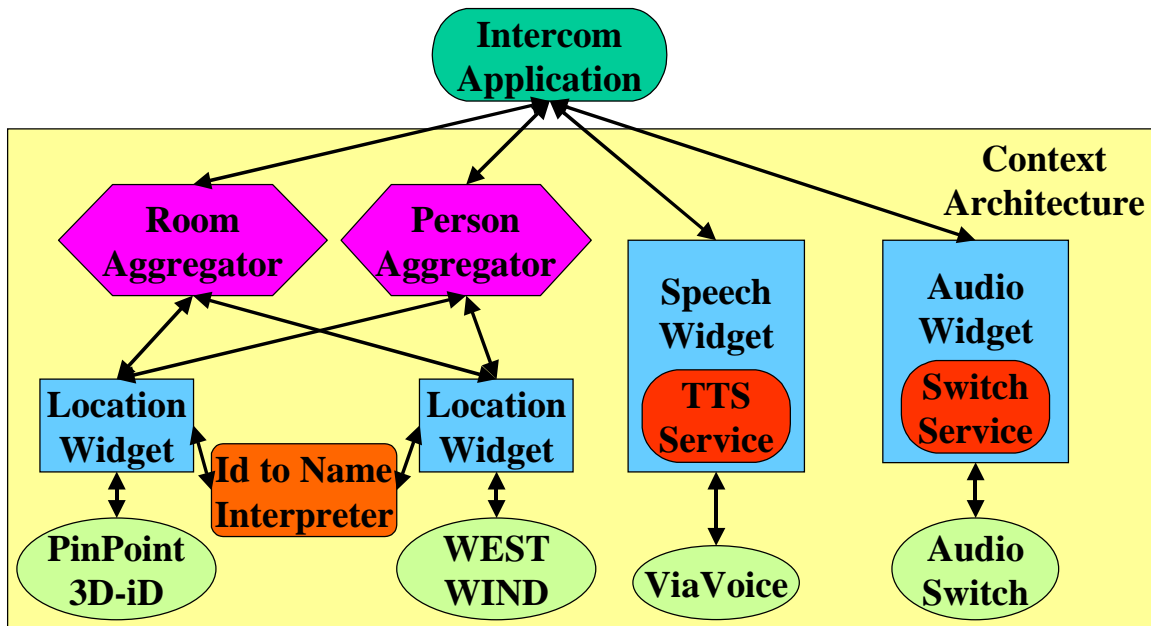 Intercom
Application
Context
Architecture
Room
Aggregator
Person
Aggregator
Speech
Widget
TTS
Service
Audio
Widget
Switch
Service
Location
Widget
Id to Name
Interpreter
Location
Widget
PinPoint
3D-iD
WEST
WIND
ViaVoice
Audio
Switch